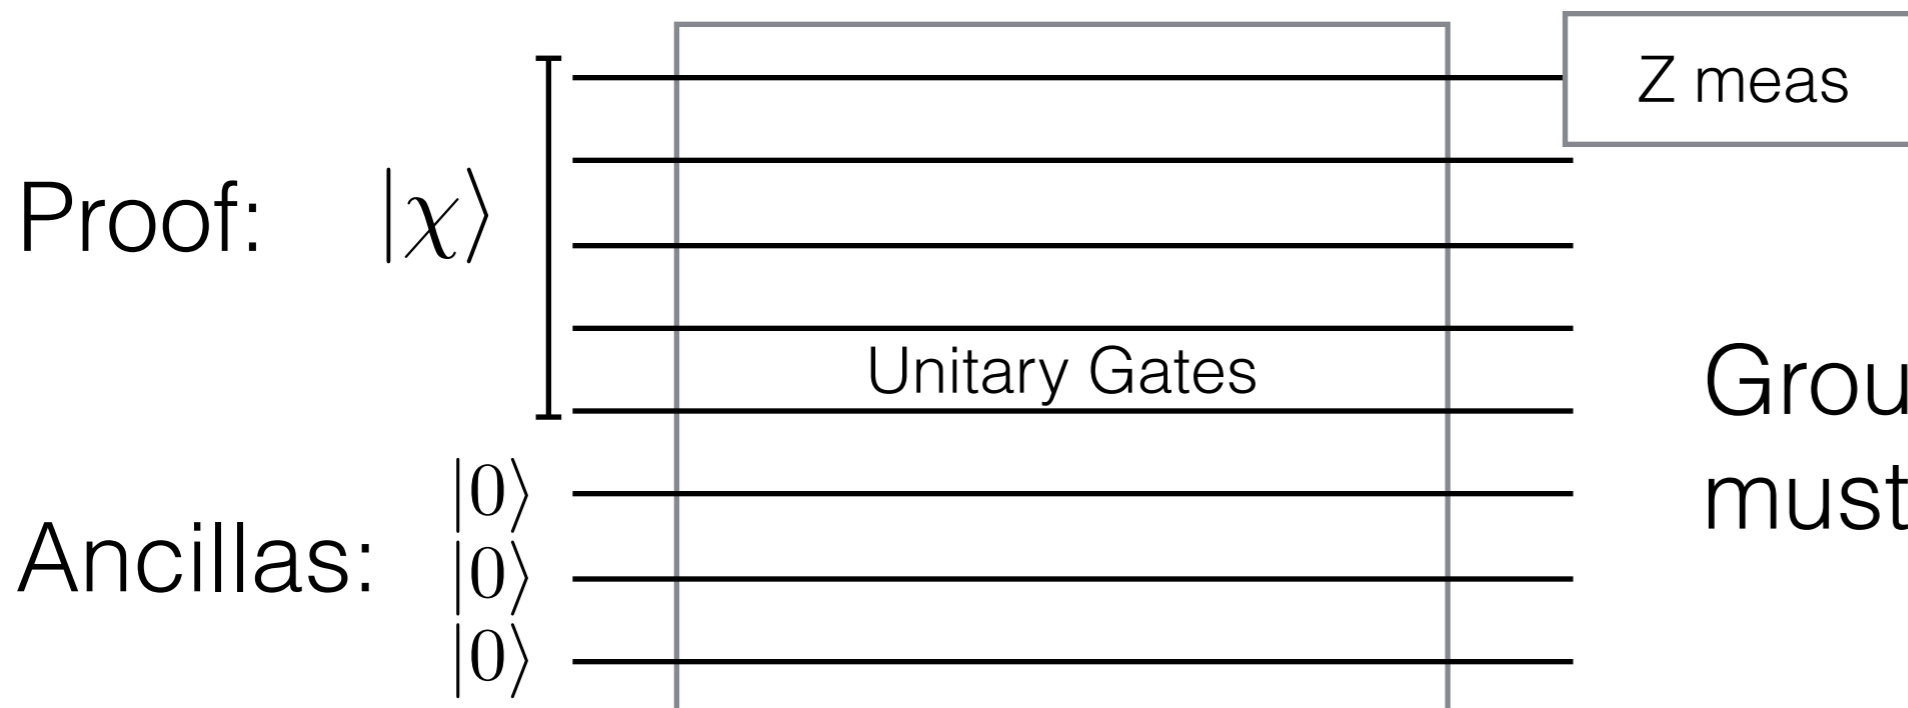 Z meas
Proof: |χ⟩
Unitary Gates
Grou
must
Ancillas: |0⟩
|0⟩
|0⟩